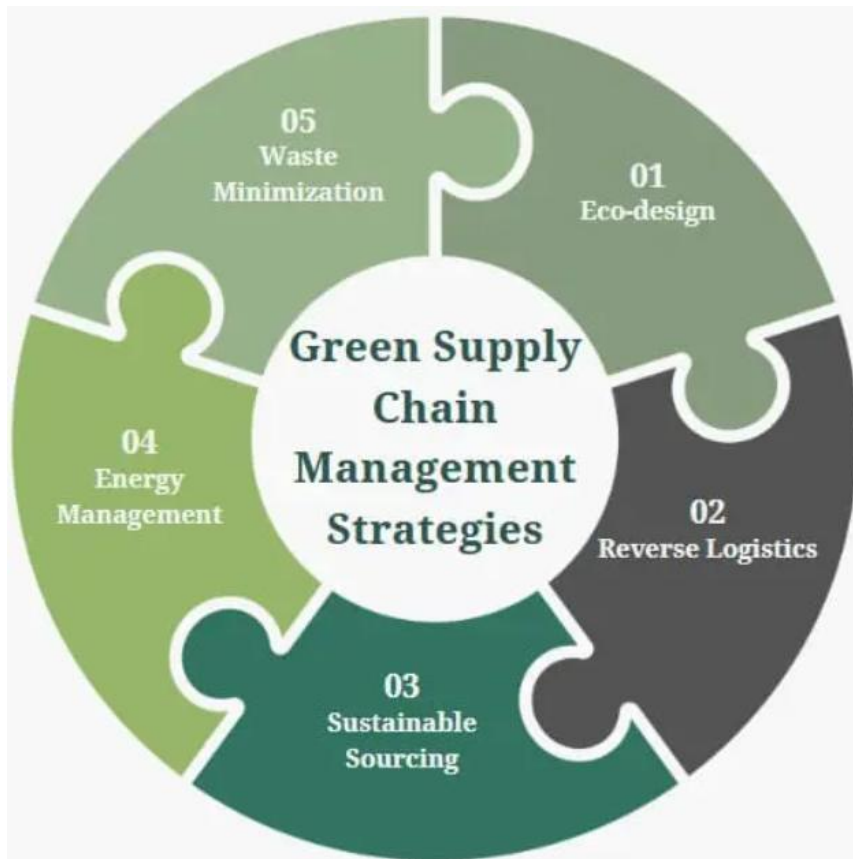 Green Supply
Chain
Management
Strategies
01
Eco-design
02
Reverse Logistics
03
Sustainable
Sourcing
04
Energy
Management
05
Waste
Minimization